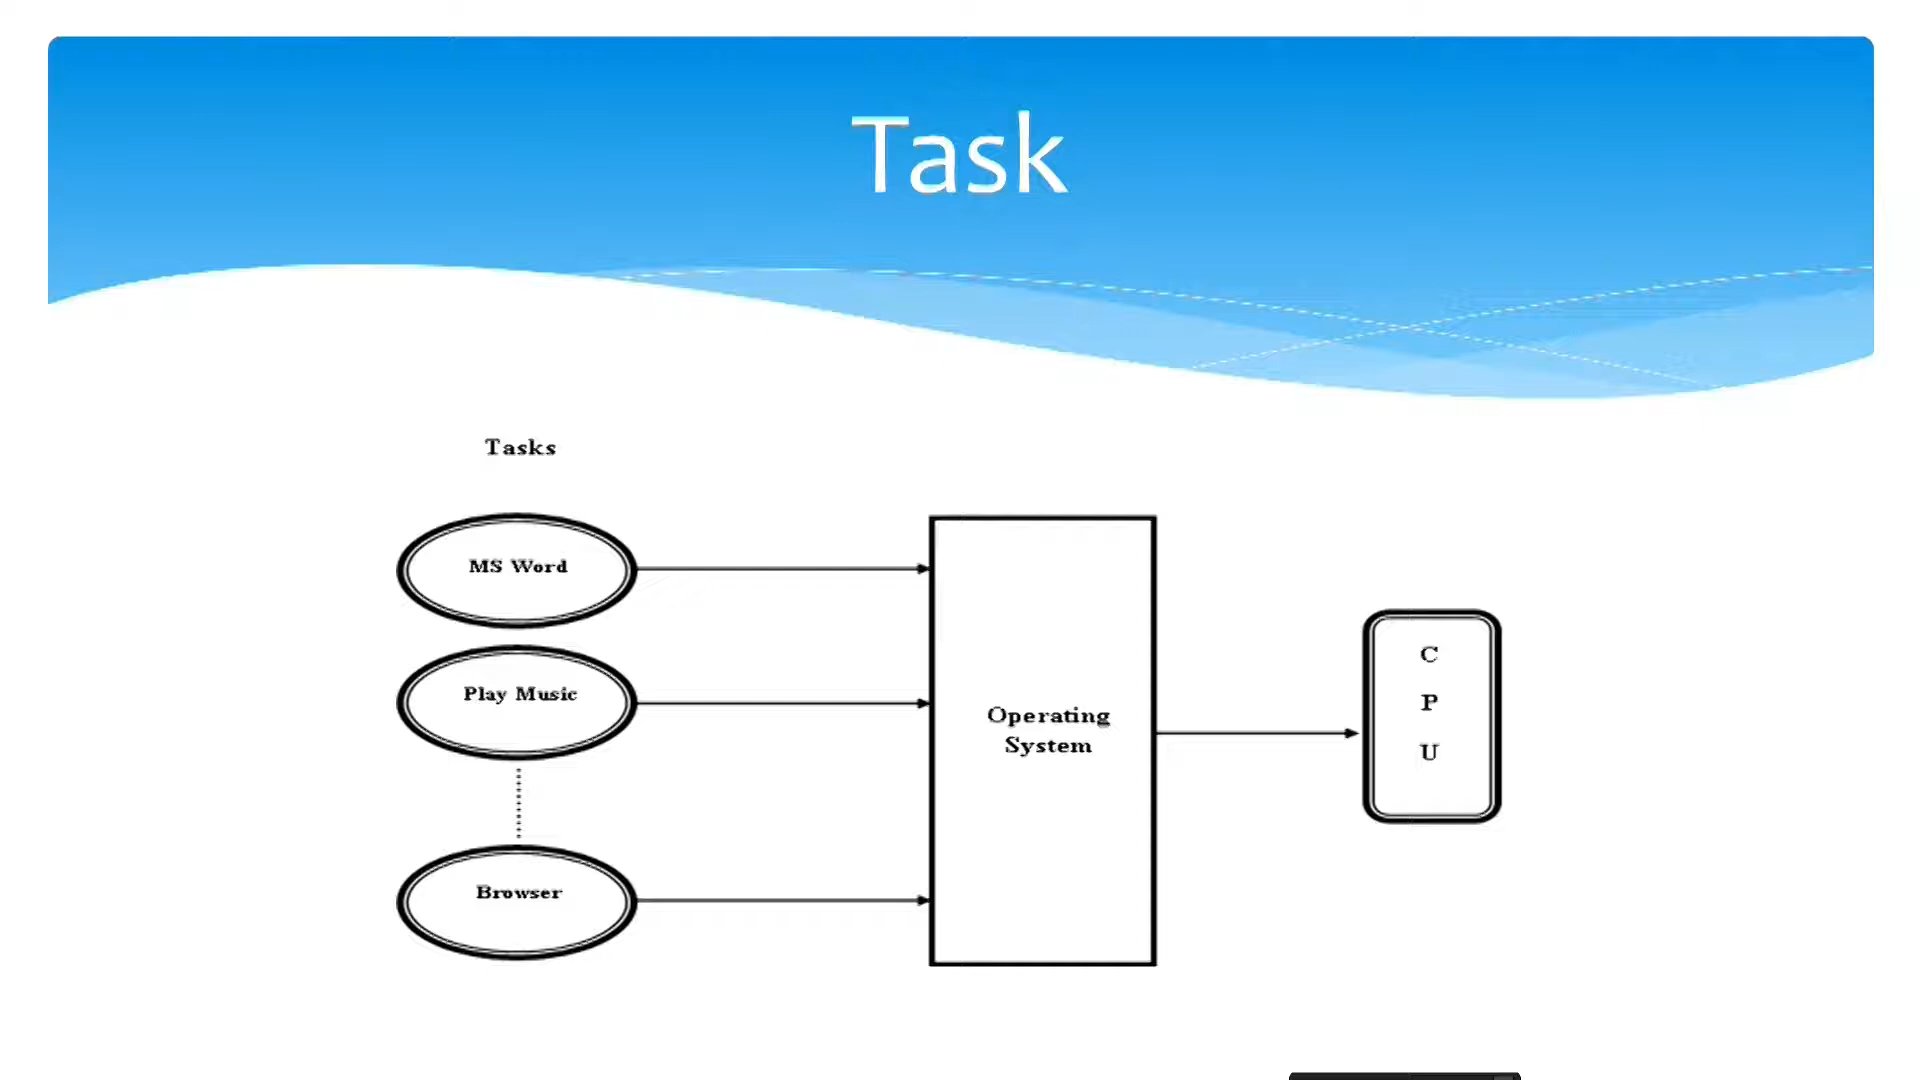 Task
Tasks
MS Word
Play Music
Browser
Operating
System
C
P
U